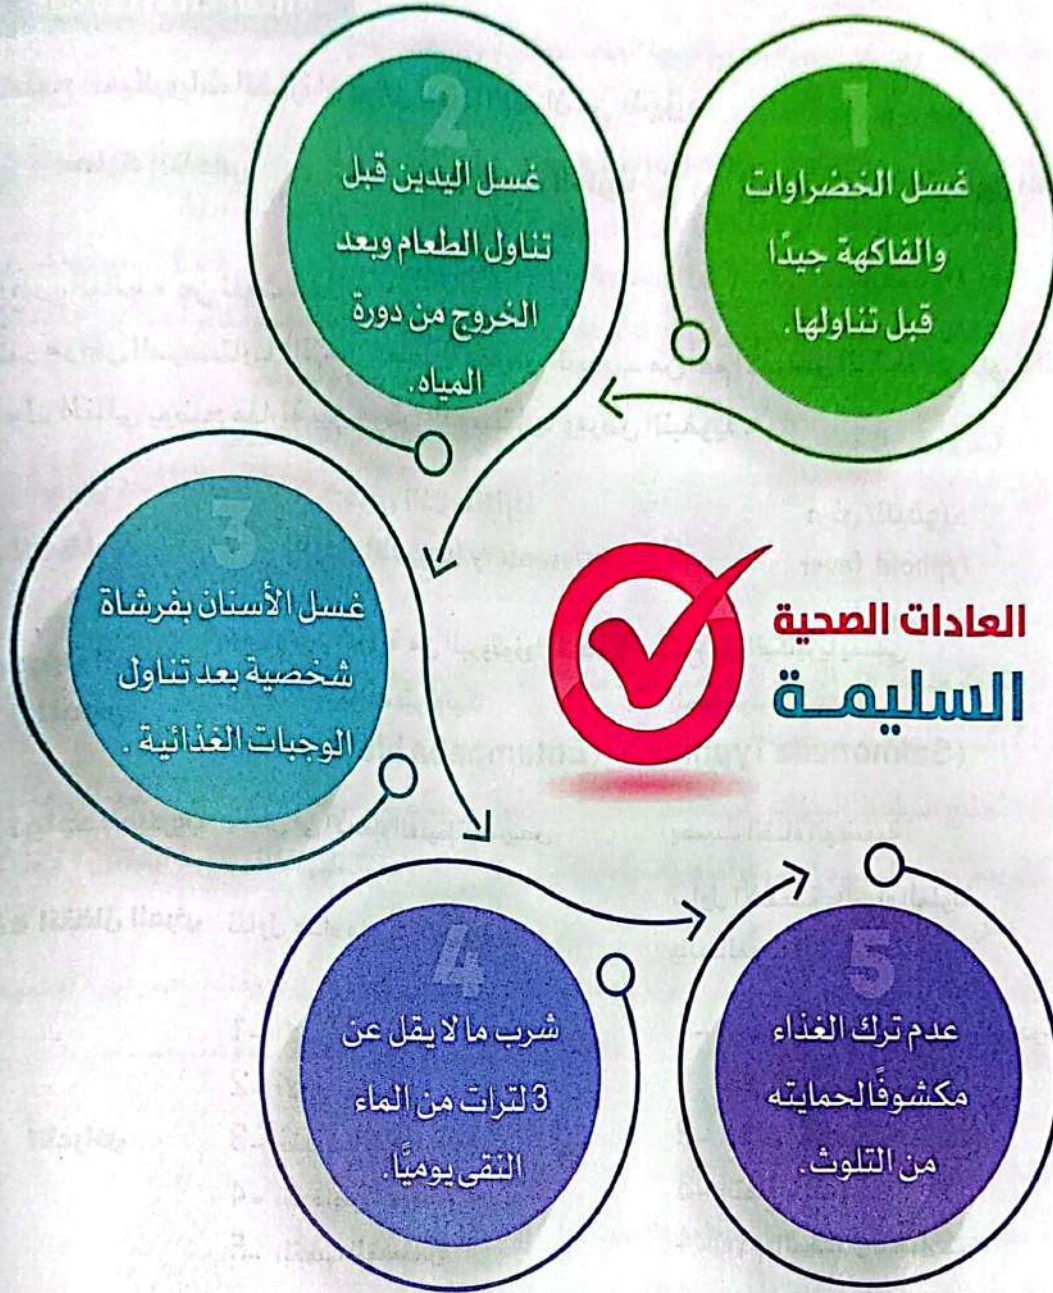 العادات الصحية
السليمـة
1
غسل الخضراوات
والفاكهة جيدًا
قبل تناولها.
2
غسل اليدين قبل
تناول الطعام وبعد
الخروج من دورة
المياه.
3
غسل الأسنان بفرشاة
شخصية بعد تناول
الوجبات الغذائية .
4
شرب ما لا يقل عن
3 لترات من الماء
النقى يوميًا.
5
عدم ترك الغذاء
مكشوفًا لحمايته
من التلوث.